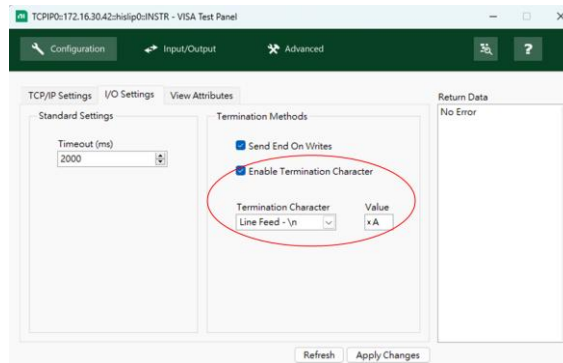 TCPIP0::172.16.30.42::hislip0::INSTR - VISA Test Panel
Configuration Input/Output Advanced ?
TCP/IP Settings I/O Settings View Attributes Return Data
Standard Settings Termination Methods No Error
Timeout (ms) Send End On Writes
2000 Enable Termination Character
Termination Character Value
Line Feed - \n xA
Refresh Apply Changes